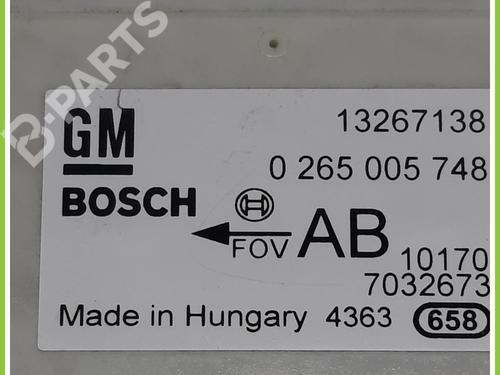 B-PARTS
GM
13267138
0 265 005 748
BOSCH
FOV
AB
10170
7032673
Made in Hungary 4363 658